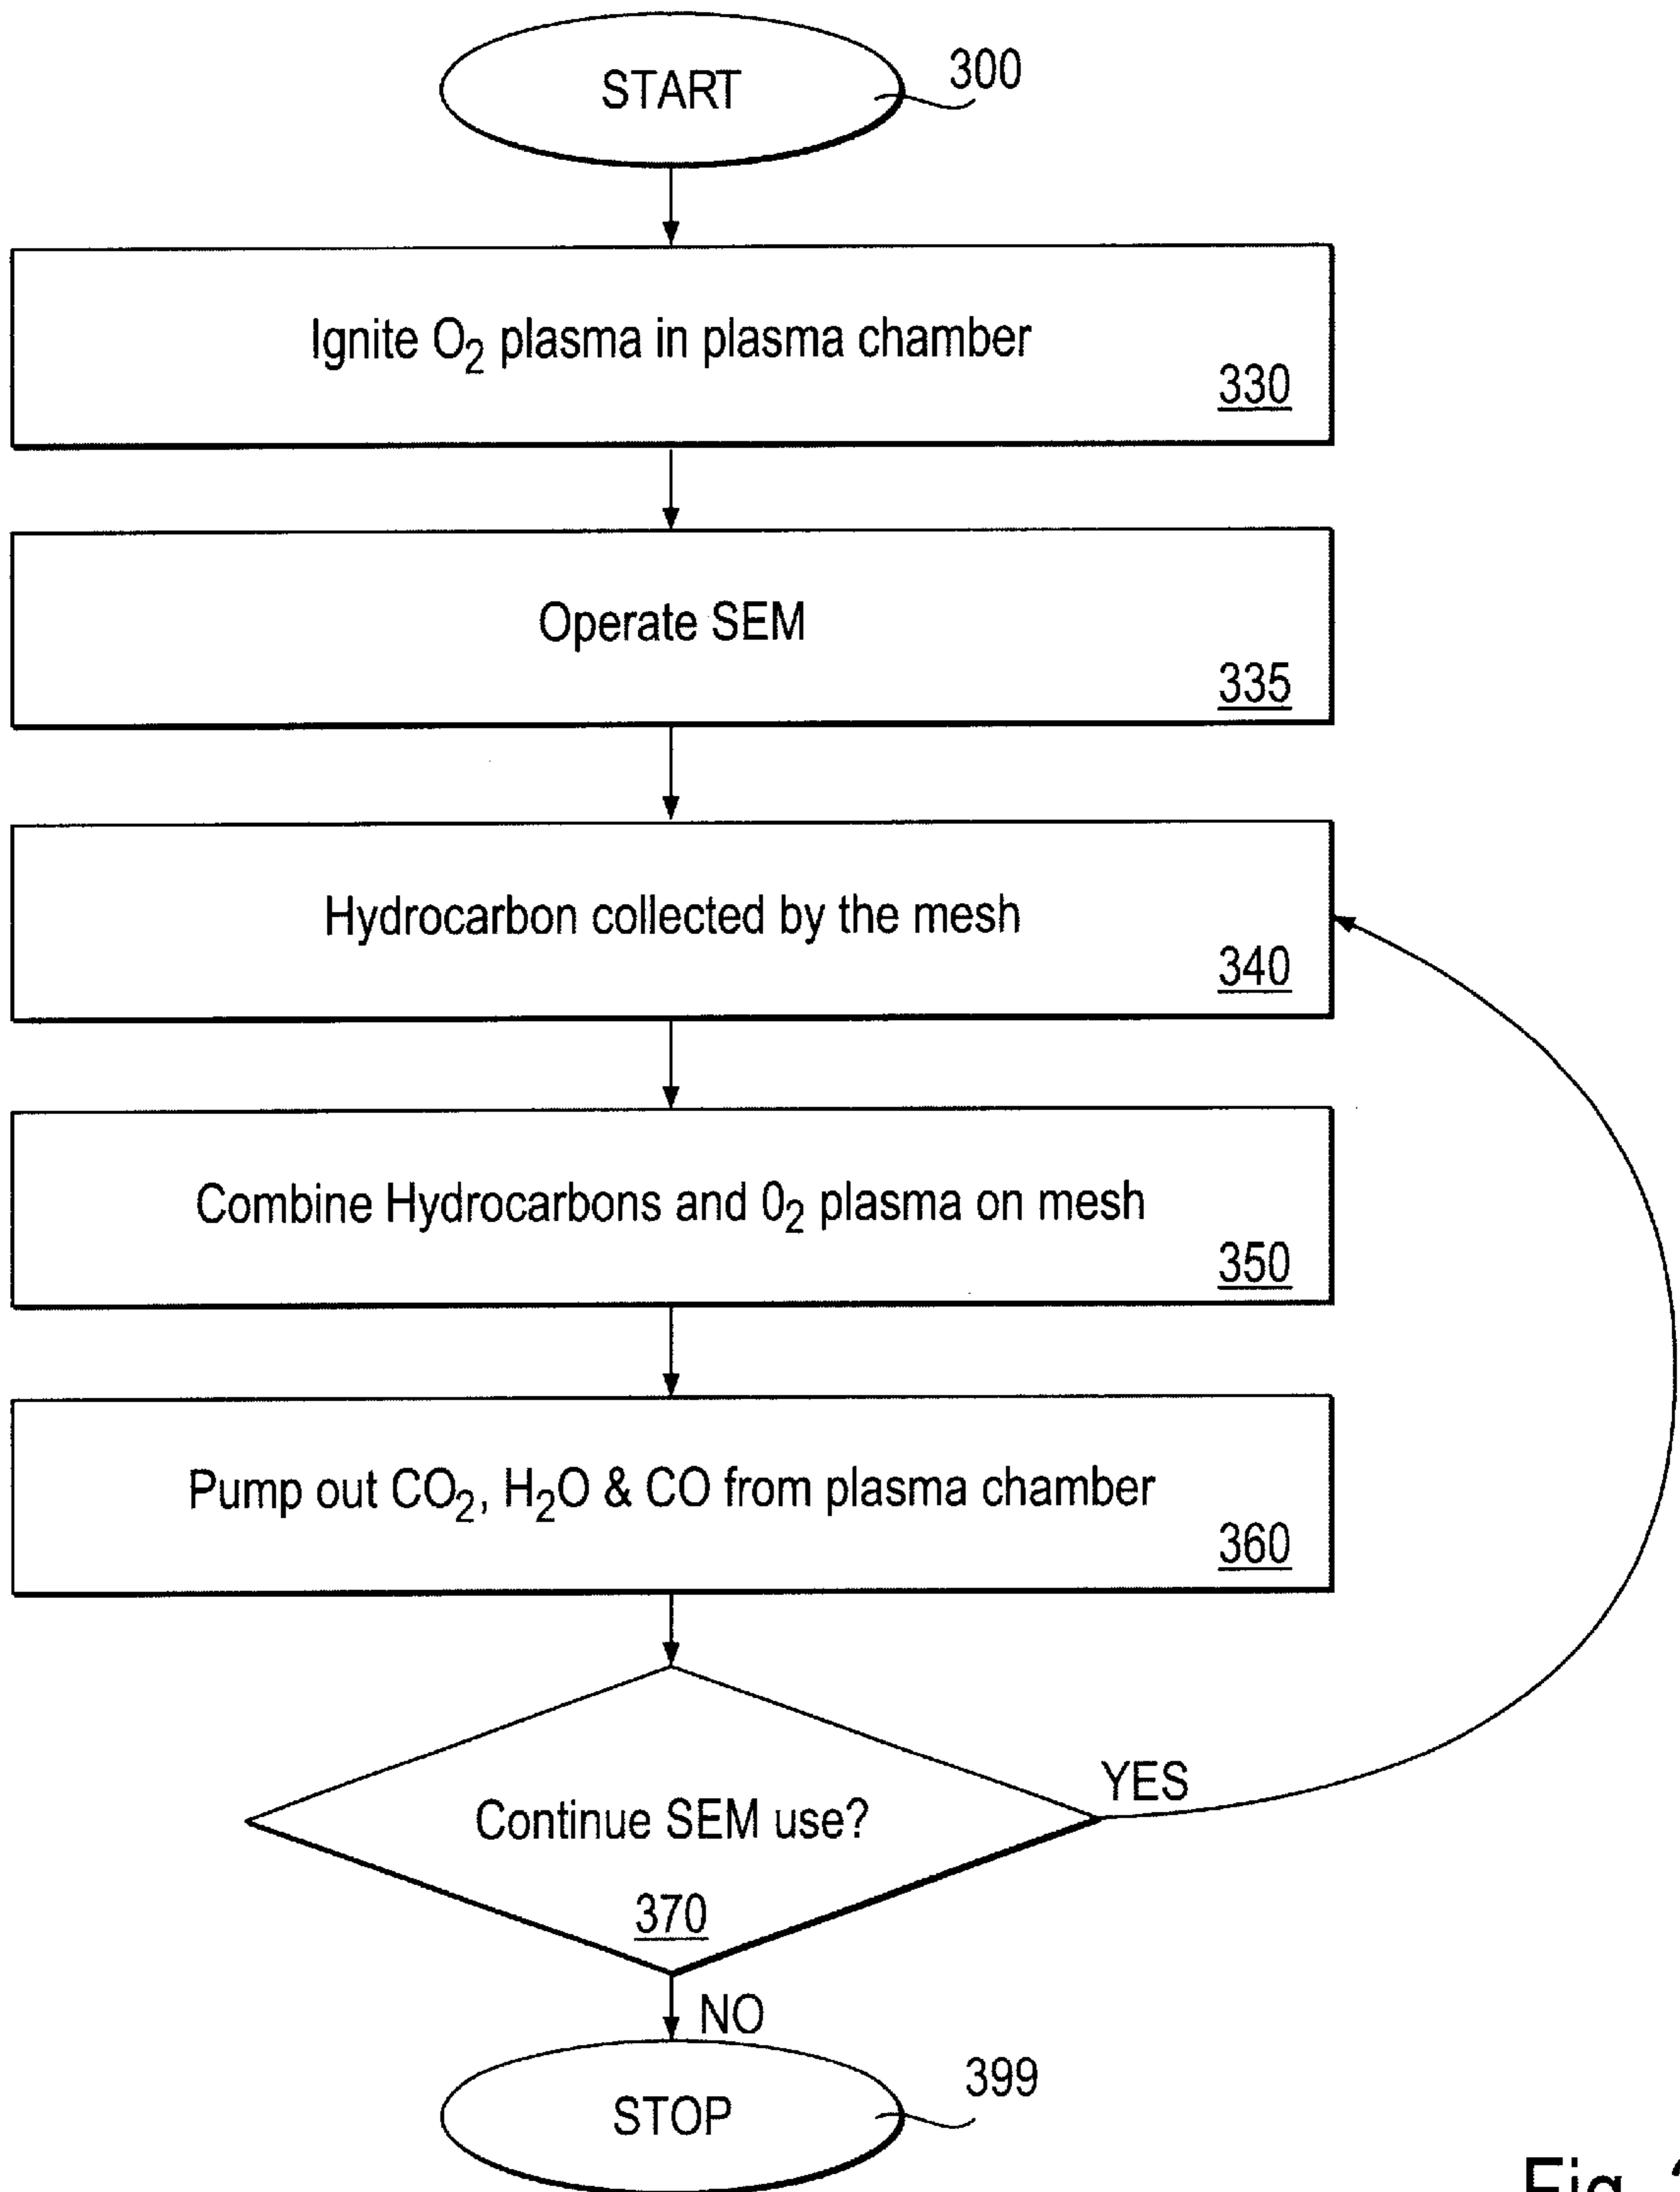 START
300
Ignite O₂ plasma in plasma chamber
330
Operate SEM
335
Hydrocarbon collected by the mesh
340
Combine Hydrocarbons and 0₂ plasma on mesh
350
Pump out CO₂, H₂O & CO from plasma chamber
360
YES
Continue SEM use?
370
NO
STOP
399
Fig.